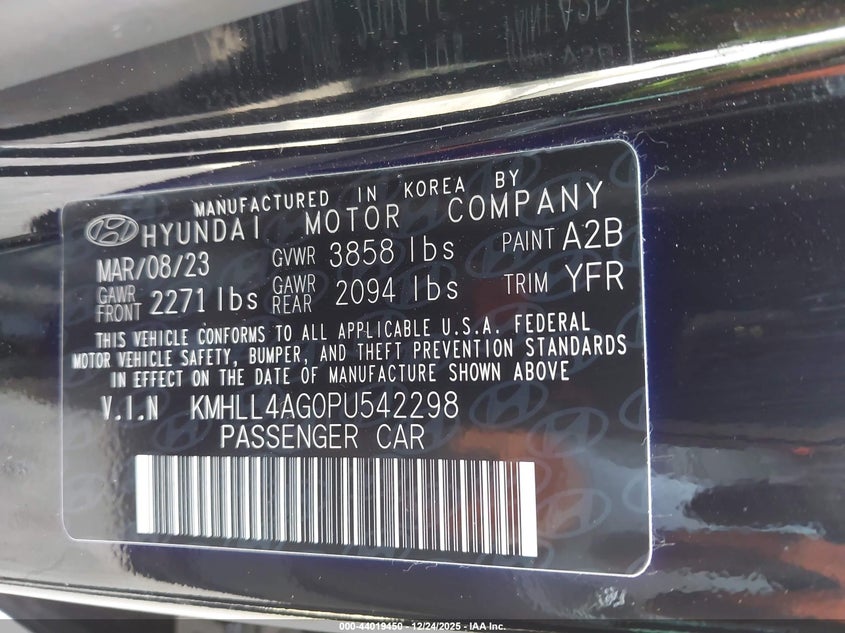 MANUFACTURED IN KOREA BY
HYUNDAI MOTOR COMPANY
MAR/08/23 GVWR 3858 lbs PAINT A2B
GAWR FRONT 2271 lbs GAWR REAR 2094 lbs TRIM YFR
THIS VEHICLE CONFORMS TO ALL APPLICABLE U.S.A. FEDERAL
MOTOR VEHICLE SAFETY, BUMPER, AND THEFT PREVENTION STANDARDS
IN EFFECT ON THE DATE OF MANUFACTURE SHOWN ABOVE
V.I.N KMHLL4AG0PU542298
PASSENGER CAR
000-44019450 - 12/24/2025 - IAA Inc.